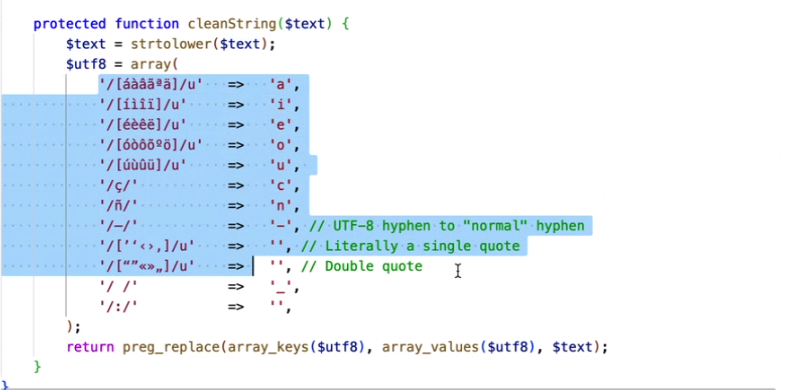 protected function cleanString($text) {
$text = strtolower($text);
$utf8 = array(
'/[áàâãªä]/u' => 'a',
'/[íìîï]/u' => 'i',
'/[éèêë]/u' => 'e',
'/[óòôõºö]/u' => 'o',
'/[úùûü]/u' => 'u',
'/ç/' => 'c',
'/ñ/' => 'n',
'/–/' => '-', // UTF-8 hyphen to "normal" hyphen
'/[’‘‹›‚]/u' => '', // Literally a single quote
'/[“”«»„]/u' => '', // Double quote
'/ /' => '_',
'/:/' => '',
);
return preg_replace(array_keys($utf8), array_values($utf8), $text);
}
}